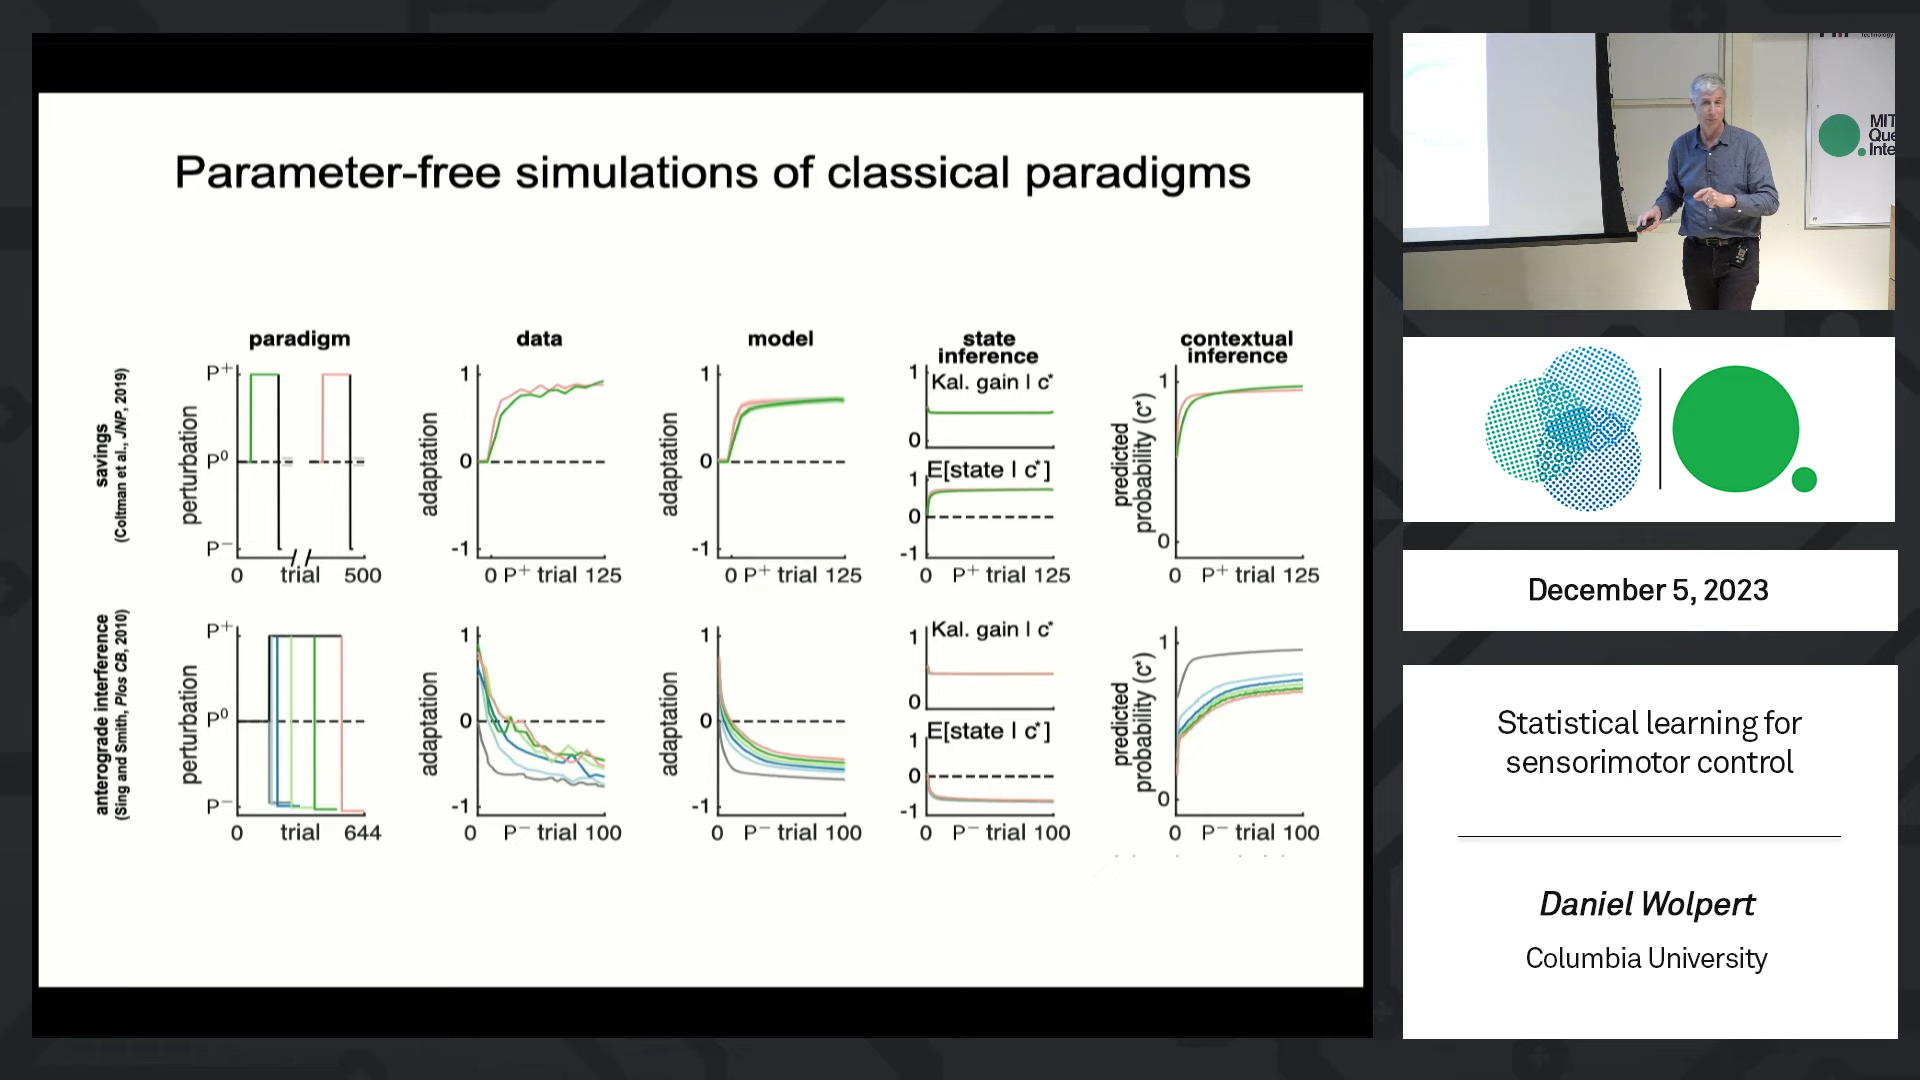 Parameter-free simulations of classical paradigms
paradigm
data
model
state
inference
contextual
inference
savings
(Coltman et al., JNP, 2019)
perturbation
P+
P0
P−
0
trial
500
adaptation
1
0
-1
0 P+ trial 125
adaptation
1
0
-1
0 P+ trial 125
1
Kal. gain | c*
0
E[state | c*]
1
0
-1
0 P+ trial 125
predicted
probability (c*)
1
0
0 P+ trial 125
anterograde interference
(Sing and Smith, Plos CB, 2010)
perturbation
P+
P0
P−
0
trial
644
adaptation
1
0
-1
0 P− trial 100
adaptation
1
0
-1
0 P− trial 100
1
Kal. gain | c*
0
E[state | c*]
1
0
-1
0 P− trial 100
predicted
probability (c*)
1
0
0 P− trial 100
MIT
Que
Inte
December 5, 2023
Statistical learning for
sensorimotor control
Daniel Wolpert
Columbia University